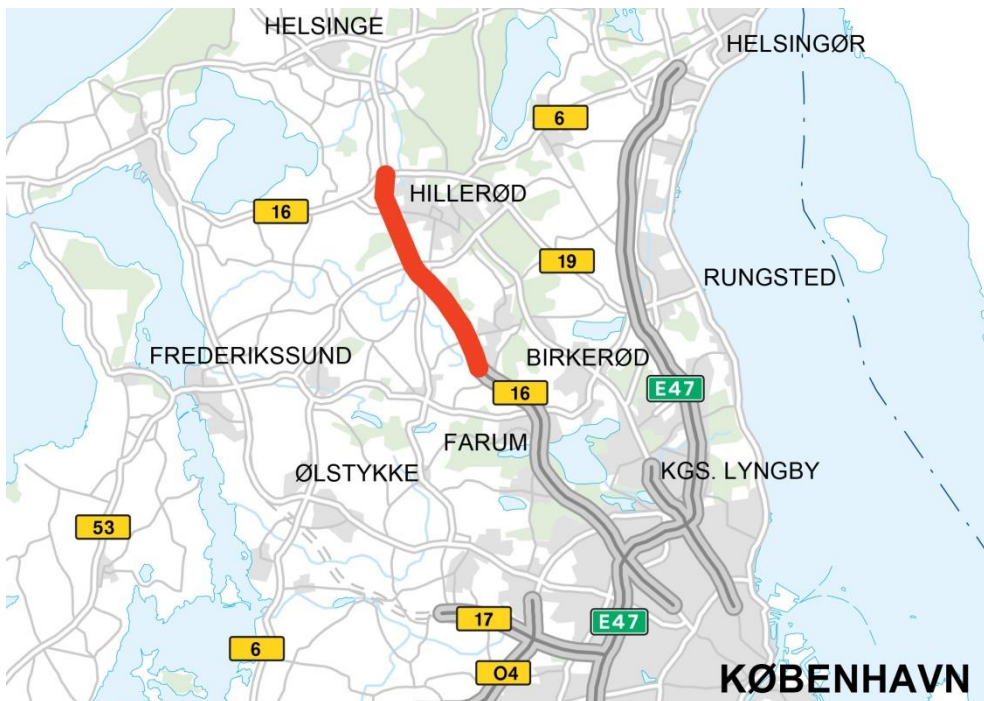 HELSINGE
HELSINGØR
6
HILLERØD
16
19
RUNGSTED
FREDERIKSSUND
BIRKERØD
E47
16
FARUM
KGS. LYNGBY
ØLSTYKKE
53
17
E47
6
O4
KØBENHAVN